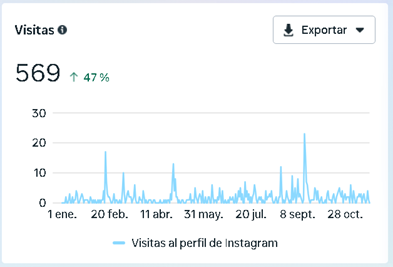 Visitas
Exportar
569 ↑ 47 %
30
20
10
0
1 ene. 20 feb. 11 abr. 31 may. 20 jul. 8 sept. 28 oct.
Visitas al perfil de Instagram